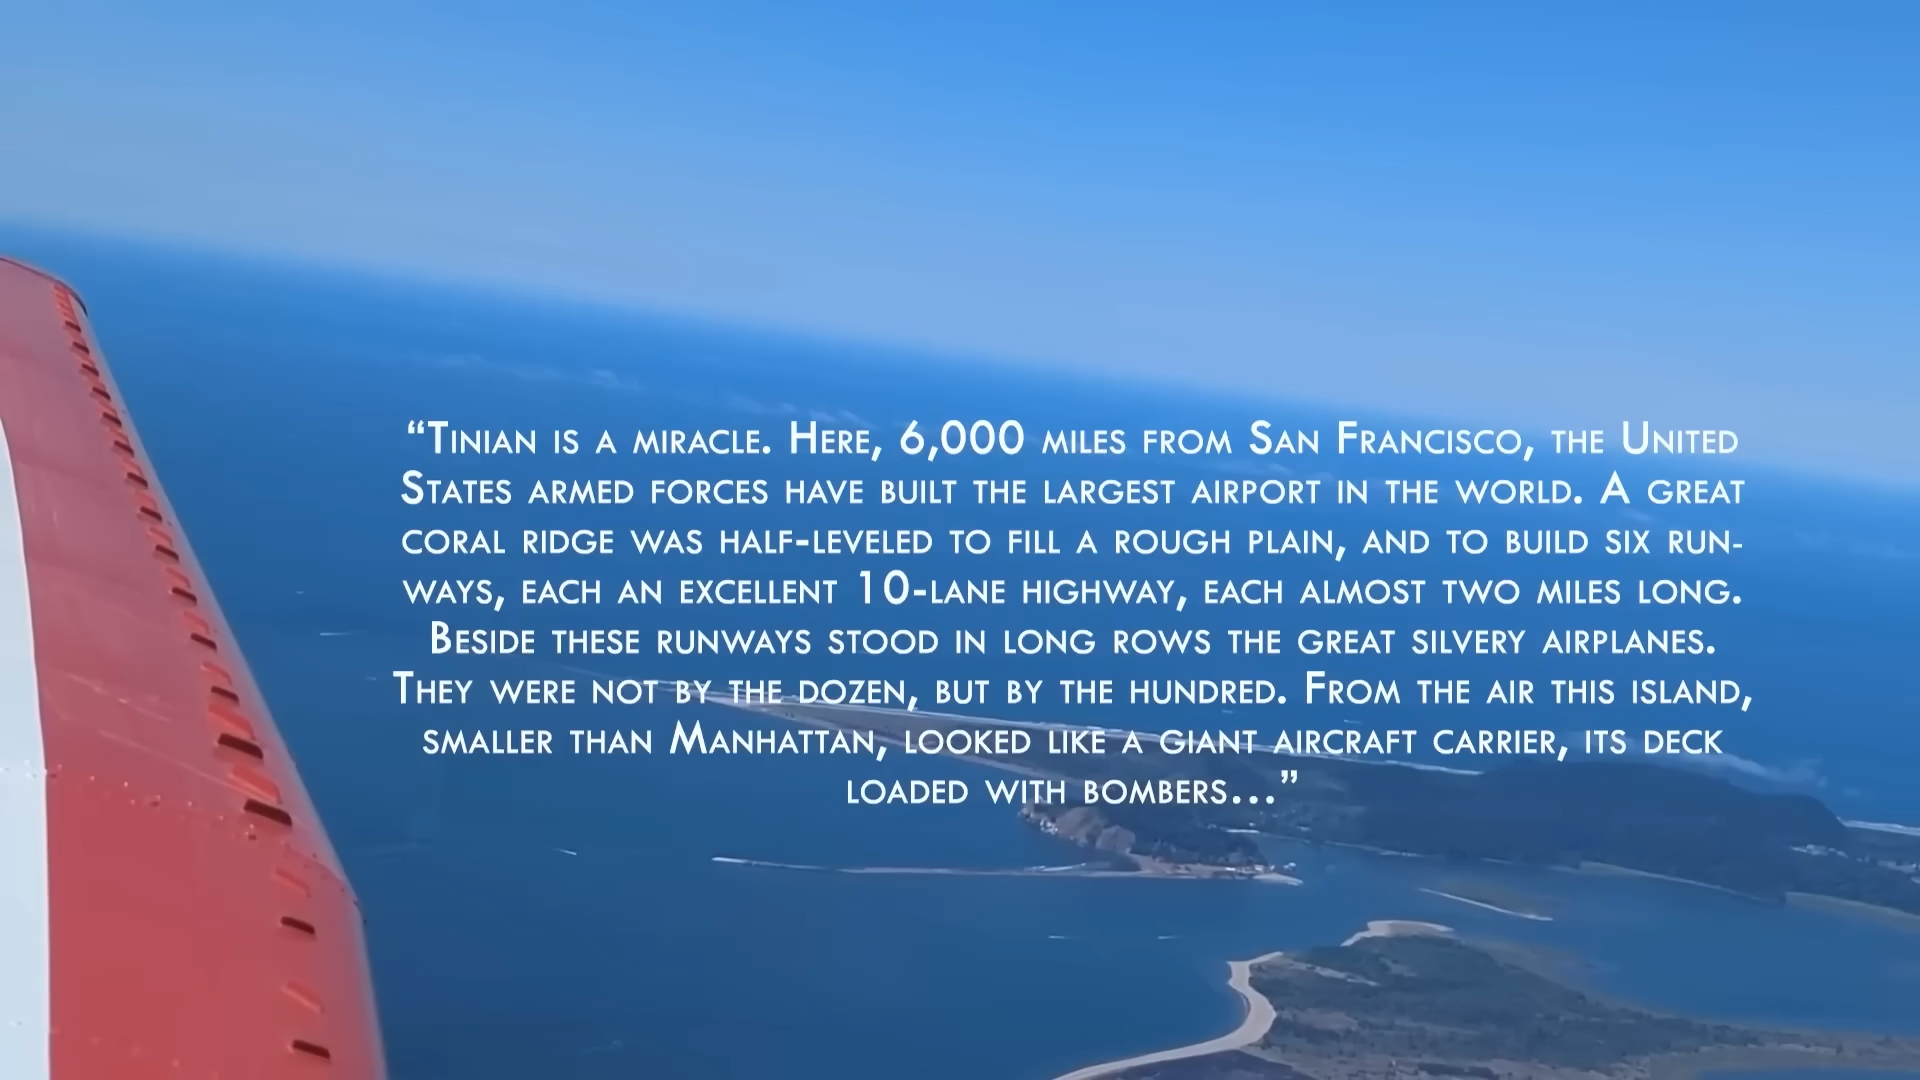 “Tinian is a miracle. Here, 6,000 miles from San Francisco, the United
States armed forces have built the largest airport in the world. A great
coral ridge was half-leveled to fill a rough plain, and to build six run-
ways, each an excellent 10-lane highway, each almost two miles long.
Beside these runways stood in long rows the great silvery airplanes.
They were not by the dozen, but by the hundred. From the air this island,
smaller than Manhattan, looked like a giant aircraft carrier, its deck
loaded with bombers…”